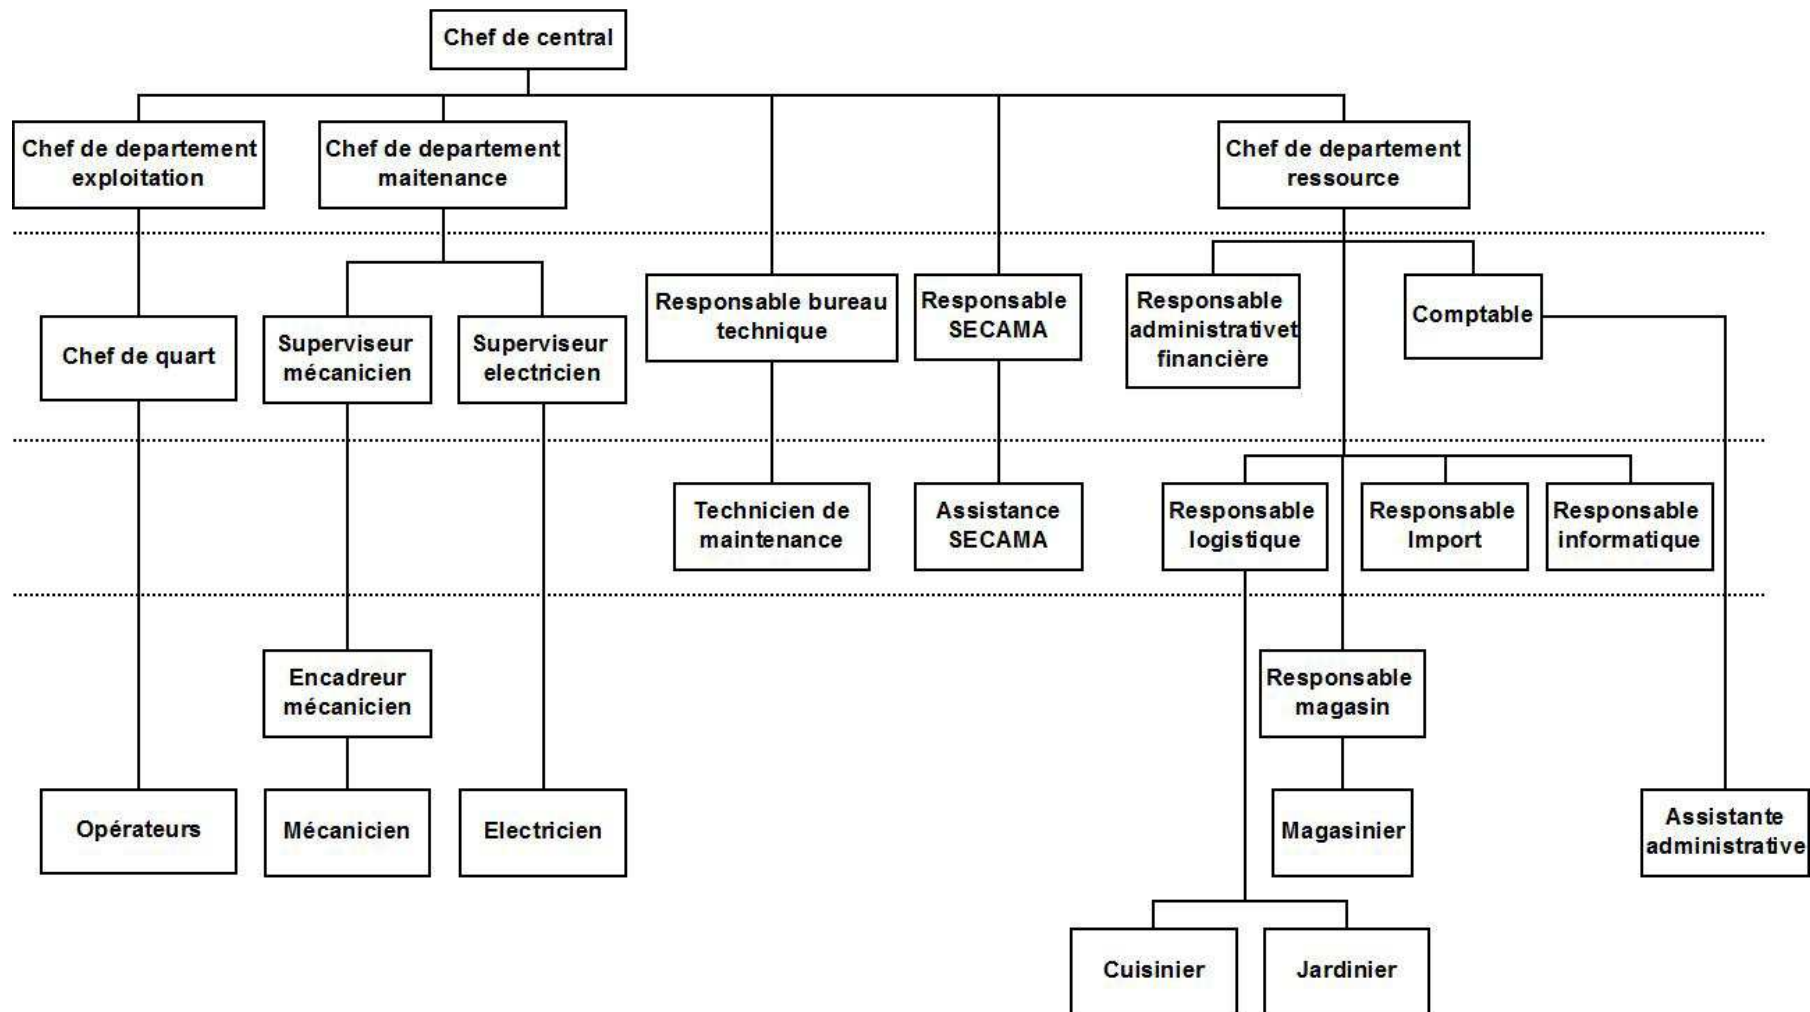 Chef de central
Chef de departement
exploitation
Chef de departement
maitenance
Chef de departement
ressource
Chef de quart
Superviseur
mécanicien
Superviseur
electricien
Responsable bureau
technique
Responsable
SECAMA
Responsable
administrativet
financière
Comptable
Technicien de
maintenance
Assistance
SECAMA
Responsable
logistique
Responsable
Import
Responsable
informatique
Encadreur
mécanicien
Responsable
magasin
Opérateurs
Mécanicien
Electricien
Magasinier
Assistante
administrative
Cuisinier
Jardinier